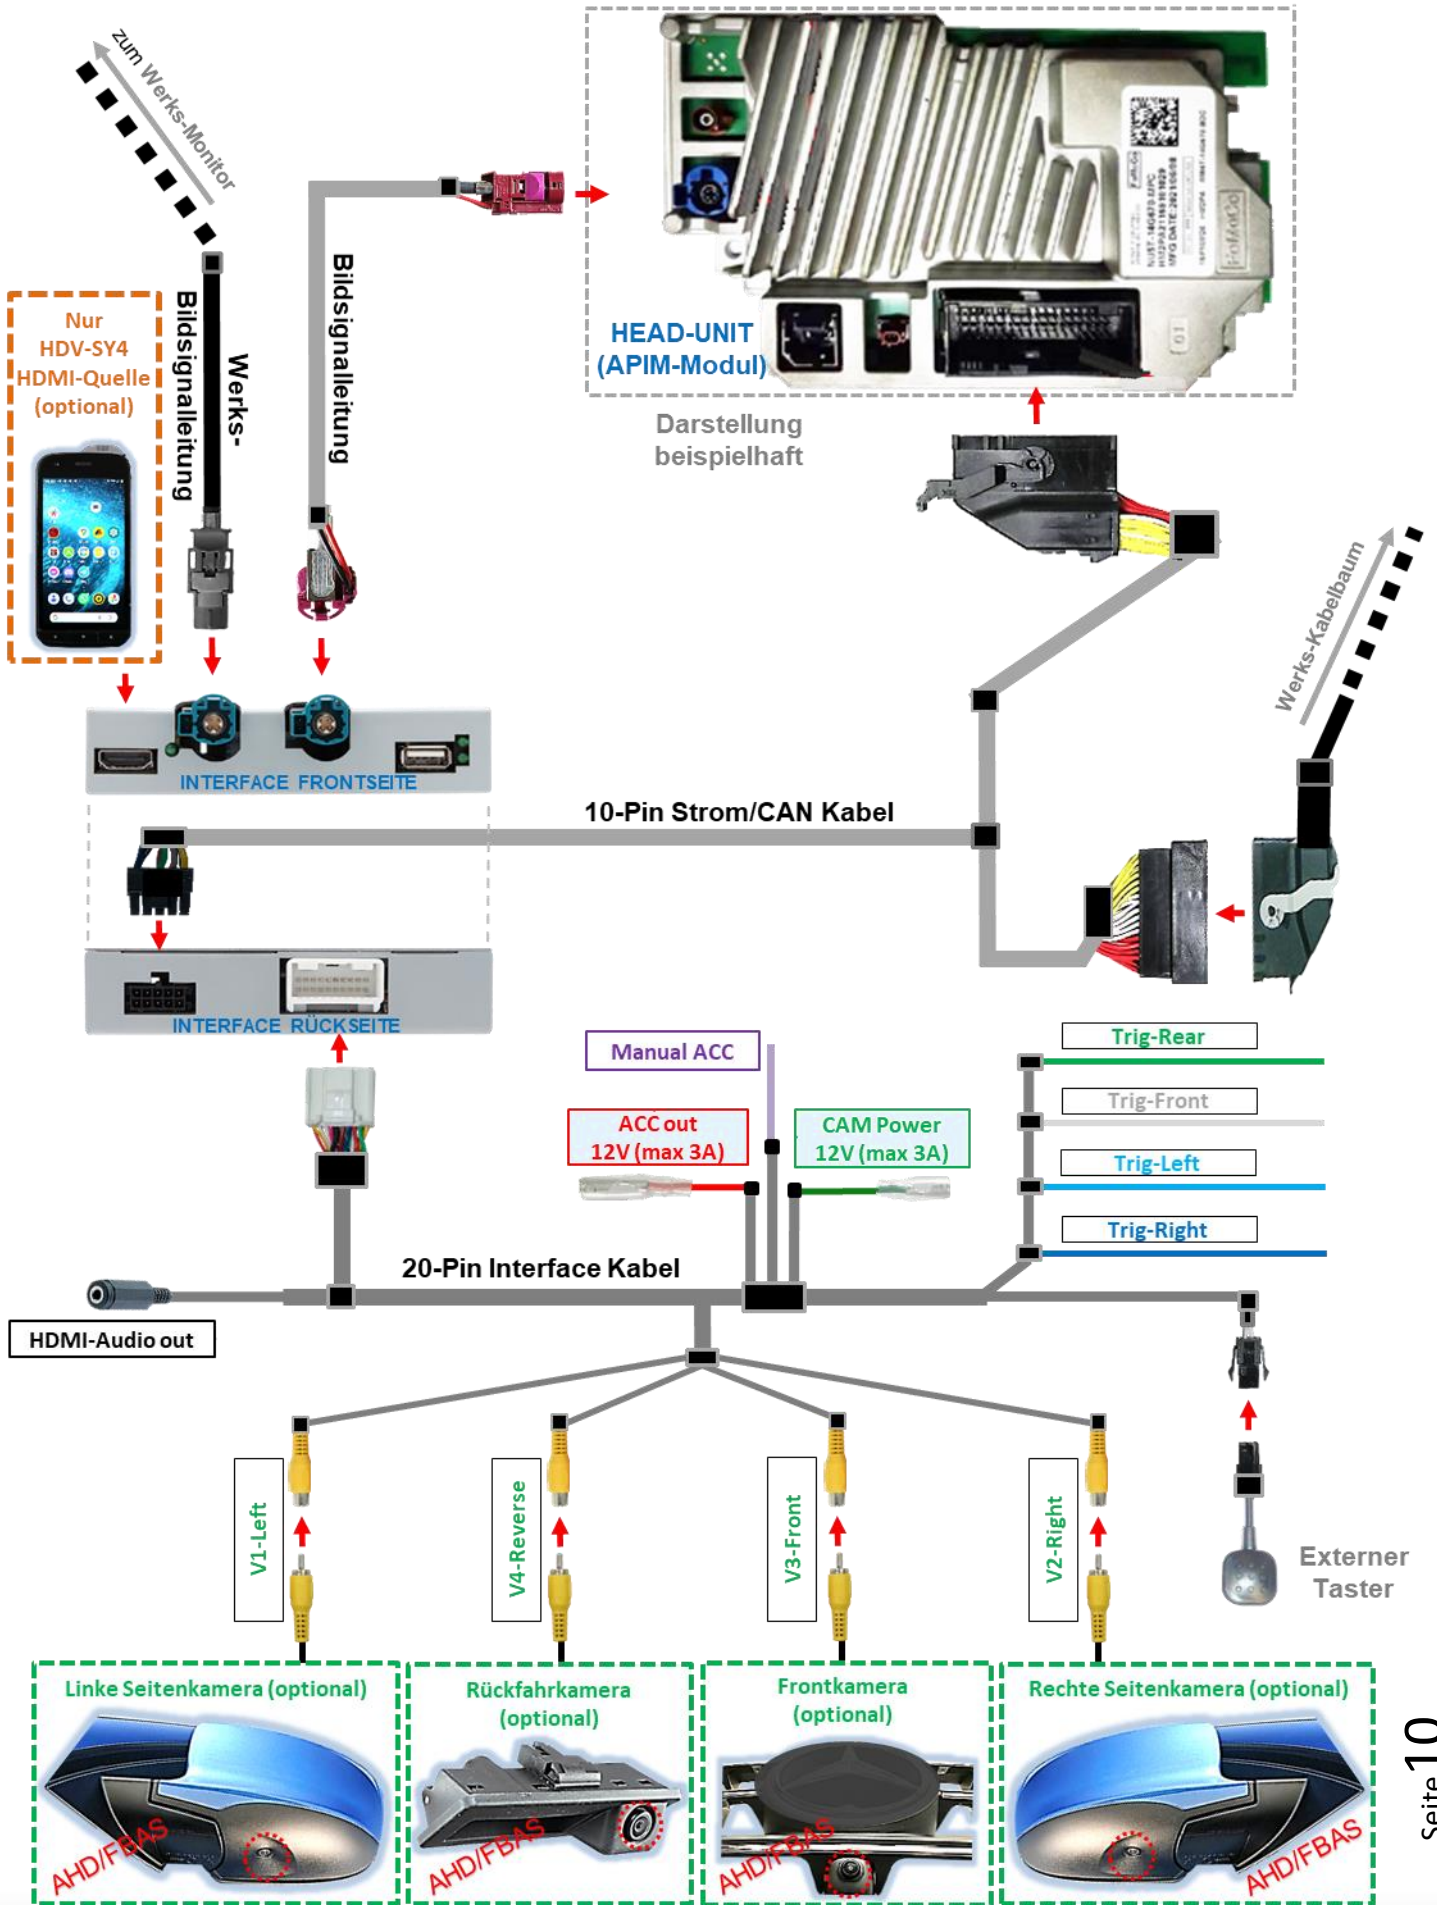 zum Werks-Monitor
Nur
HDV-SY4
HDMI-Quelle
(optional)
Werks-
Bildsignalleitung
Bildsignalleitung
HEAD-UNIT
(APIM-Modul)
FoMoCo
Darstellung
beispielhaft
Werks-Kabelbaum
INTERFACE FRONTSEITE
10-Pin Strom/CAN Kabel
INTERFACE RÜCKSEITE
Manual ACC
ACC out
12V (max 3A)
CAM Power
12V (max 3A)
Trig-Rear
Trig-Front
Trig-Left
Trig-Right
20-Pin Interface Kabel
HDMI-Audio out
V1-Left
V4-Reverse
V3-Front
V2-Right
Externer
Taster
Linke Seitenkamera (optional)
AHD/FBAS
Rückfahrkamera
(optional)
AHD/FBAS
Frontkamera
(optional)
AHD/FBAS
Rechte Seitenkamera (optional)
AHD/FBAS
Seite 10